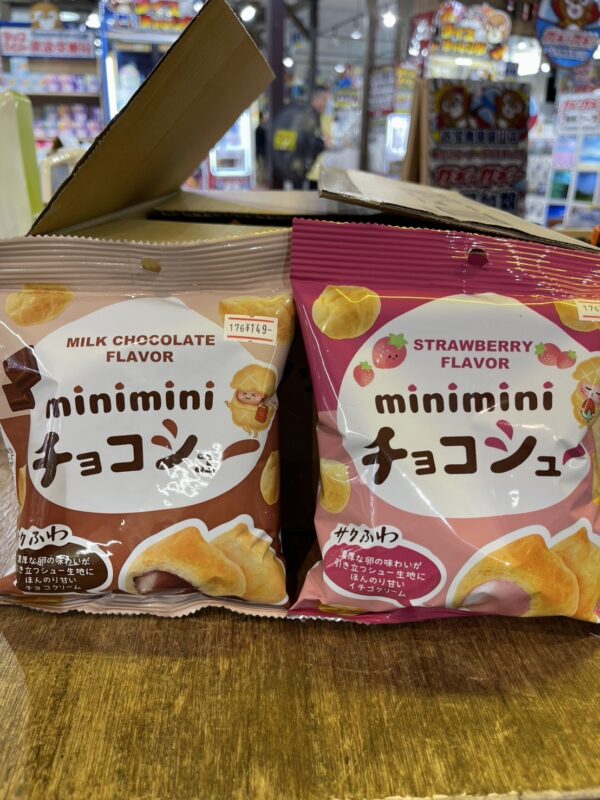 MILK CHOCOLATE
FLAVOR
176¥149-
minimini
チョコシュー
サクふわ
濃厚な卵の味わいが
引き立つシュー生地に
ほんのり甘い
チョコクリーム
STRAWBERRY
FLAVOR
176
minimini
チョコシュー
サクふわ
濃厚な卵の味わいが
引き立つシュー生地に
ほんのり甘い
イチゴクリーム